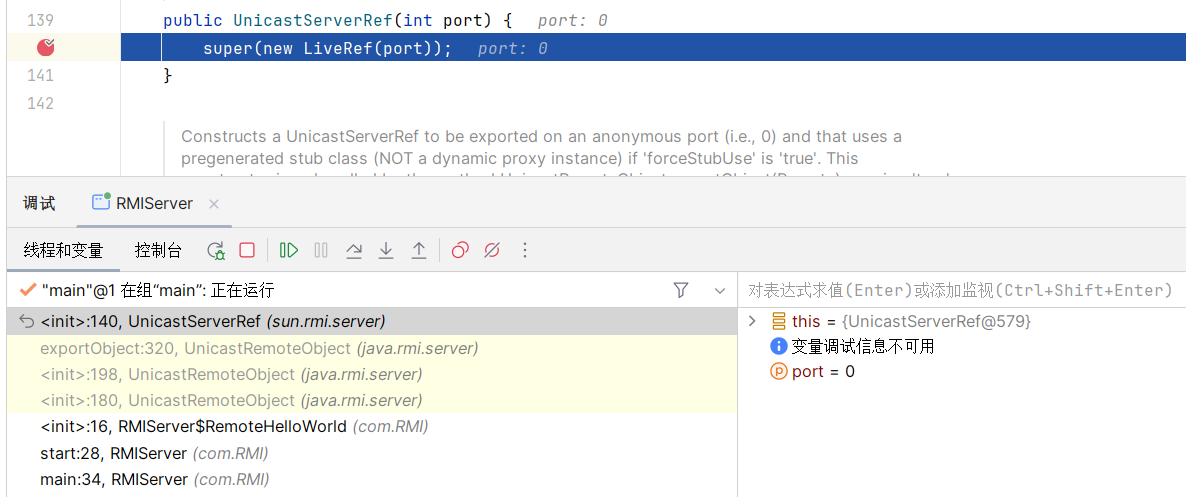 139 public UnicastServerRef(int port) { port: 0
super(new LiveRef(port)); port: 0
141 }
142
Constructs a UnicastServerRef to be exported on an anonymous port (i.e., 0) and that uses a
pregenerated stub class (NOT a dynamic proxy instance) if 'forceStubUse' is 'true'. This
调试 RMIServer ×
线程和变量 控制台
"main"@1 在组“main”: 正在运行
对表达式求值(Enter)或添加监视(Ctrl+Shift+Enter)
<init>:140, UnicastServerRef (sun.rmi.server)
this = {UnicastServerRef@579}
exportObject:320, UnicastRemoteObject (java.rmi.server)
变量调试信息不可用
<init>:198, UnicastRemoteObject (java.rmi.server)
port = 0
<init>:180, UnicastRemoteObject (java.rmi.server)
<init>:16, RMIServer$RemoteHelloWorld (com.RMI)
start:28, RMIServer (com.RMI)
main:34, RMIServer (com.RMI)